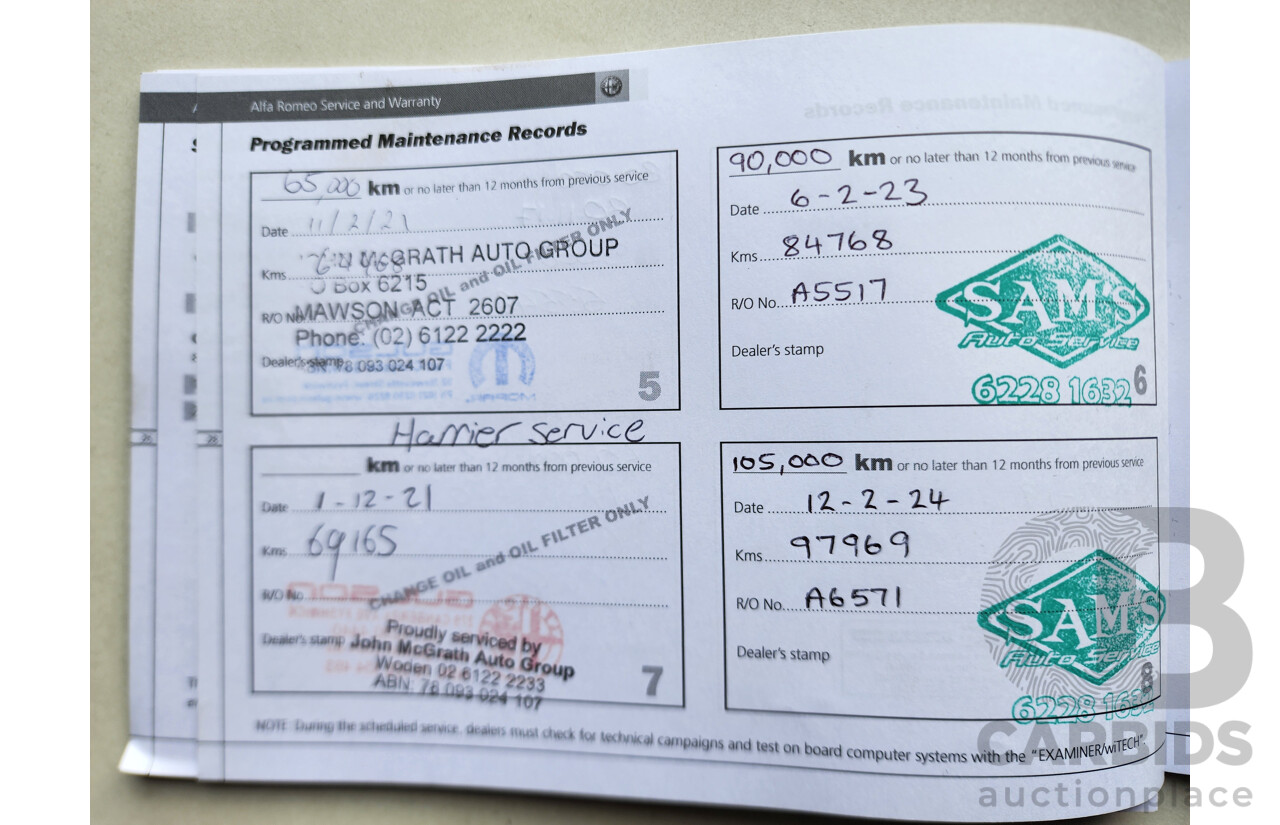 Alfa Romeo Service and Warranty
Programmed Maintenance Records
65,000 km or no later than 12 months from previous service
Date 11/2/21
Kms
McGRATH AUTO GROUP
Box 6215
R/O No MAWSON ACT 2607
Phone: (02) 6122 2222
Dealer's stamp 78 093 024 107
CHANGE OIL and OIL FILTER ONLY
5
90,000 km or no later than 12 months from previous service
Date 6-2-23
Kms 84768
R/O No. A5517
Dealer's stamp
SAM'S
Auto Service
6228 1632
6
Harrier service
km or no later than 12 months from previous service
Date 1-12-21
Kms 69165
CHANGE OIL and OIL FILTER ONLY
R/O No
Proudly serviced by
Dealer's stamp John McGrath Auto Group
Woden 02 6122 2233
ABN: 78 093 024 107
7
105,000 km or no later than 12 months from previous service
Date 12-2-24
Kms 97969
R/O No. A6571
Dealer's stamp
SAM'S
Auto Service
6228 1632
8
NOTE: During the scheduled service, dealers must check for technical campaigns and test on board computer systems with the "EXAMINER/wiTECH".
26
26
CARBIDS
auctionplace